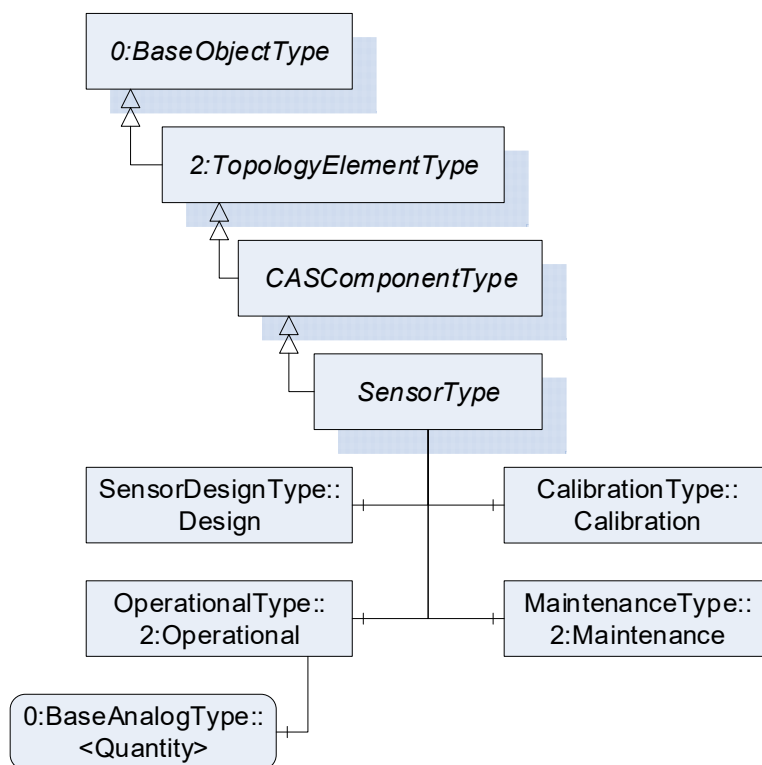 0:BaseObjectType
2:TopologyElementType
CASComponentType
SensorType
SensorDesignType::
Design
CalibrationType::
Calibration
OperationalType::
2:Operational
MaintenanceType::
2:Maintenance
0:BaseAnalogType::
<Quantity>